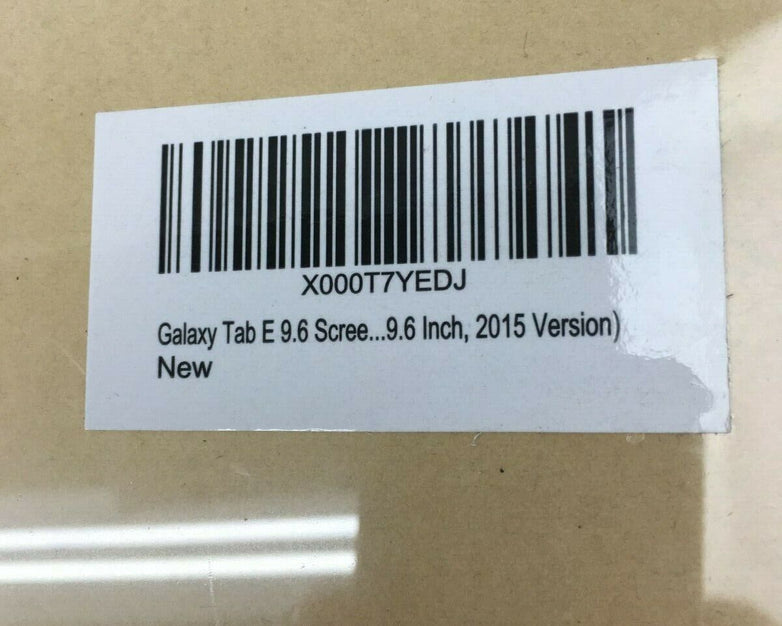 X000T7YEDJ
Galaxy Tab E 9.6 Scree...9.6 Inch, 2015 Version)
New